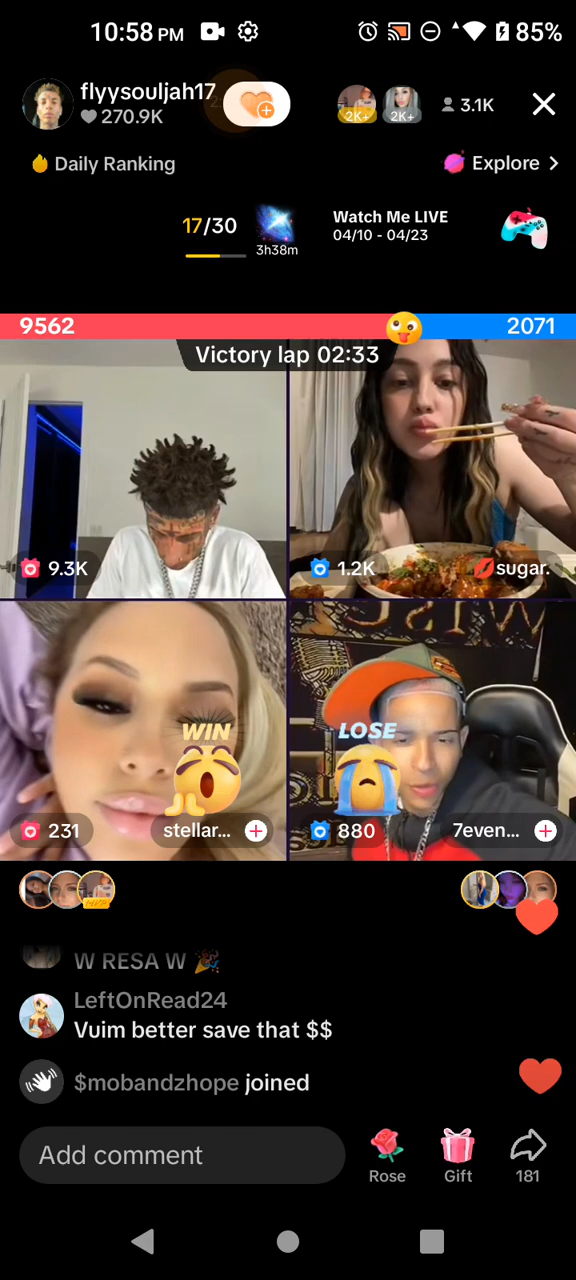 10:58 PM
85%
flyysouljah17
270.9K
2K+
2K+
3.1K
Daily Ranking
Explore >
17/30
3h38m
Watch Me LIVE
04/10 - 04/23
9562
2071
Victory lap 02:33
9.3K
1.2K
sugar.
WIN
LOSE
231
stellar...
880
7even...
MVP
W RESA W 🎉
LeftOnRead24
Vuim better save that $$
$mobandzhope joined
Add comment
Rose
Gift
181